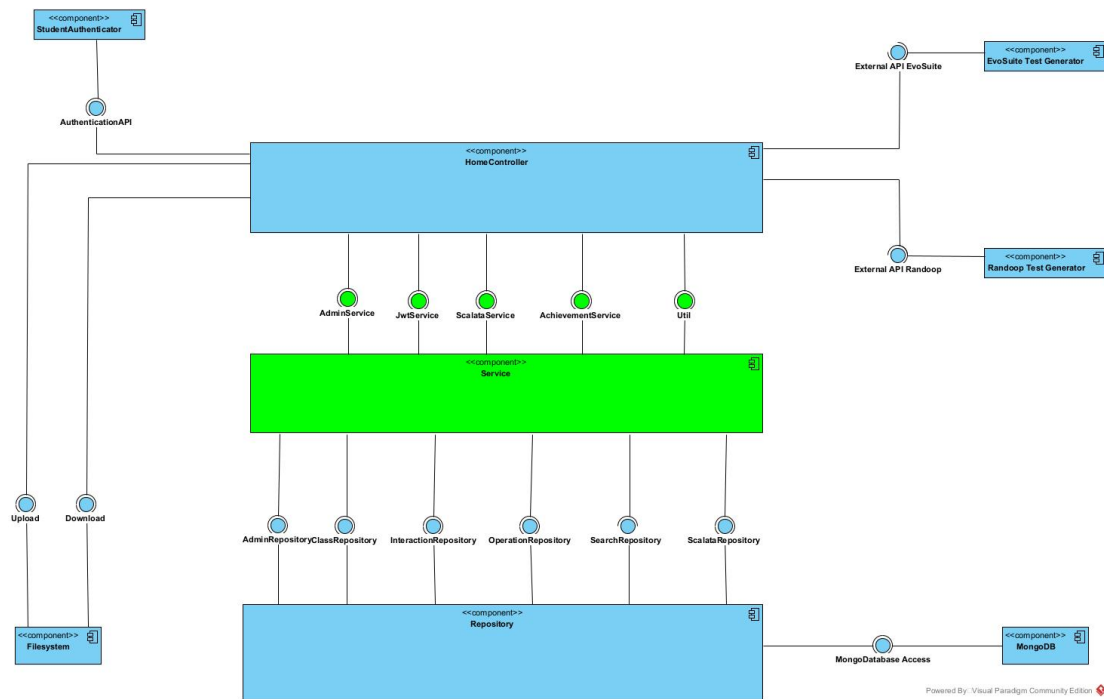 <<component>>
StudentAuthenticator
AuthenticationAPI
External API EvoSuite
<<component>>
EvoSuite Test Generator
<<component>>
HomeController
External API Randoop
<<component>>
Randoop Test Generator
AdminService
JwtService
ScalataService
AchievementService
Util
<<component>>
Service
Upload
Download
AdminRepository
ClassRepository
InteractionRepository
OperationRepository
SearchRepository
ScalataRepository
<<component>>
Filesystem
<<component>>
Repository
MongoDatabase Access
<<component>>
MongoDB
Powered By: Visual Paradigm Community Edition